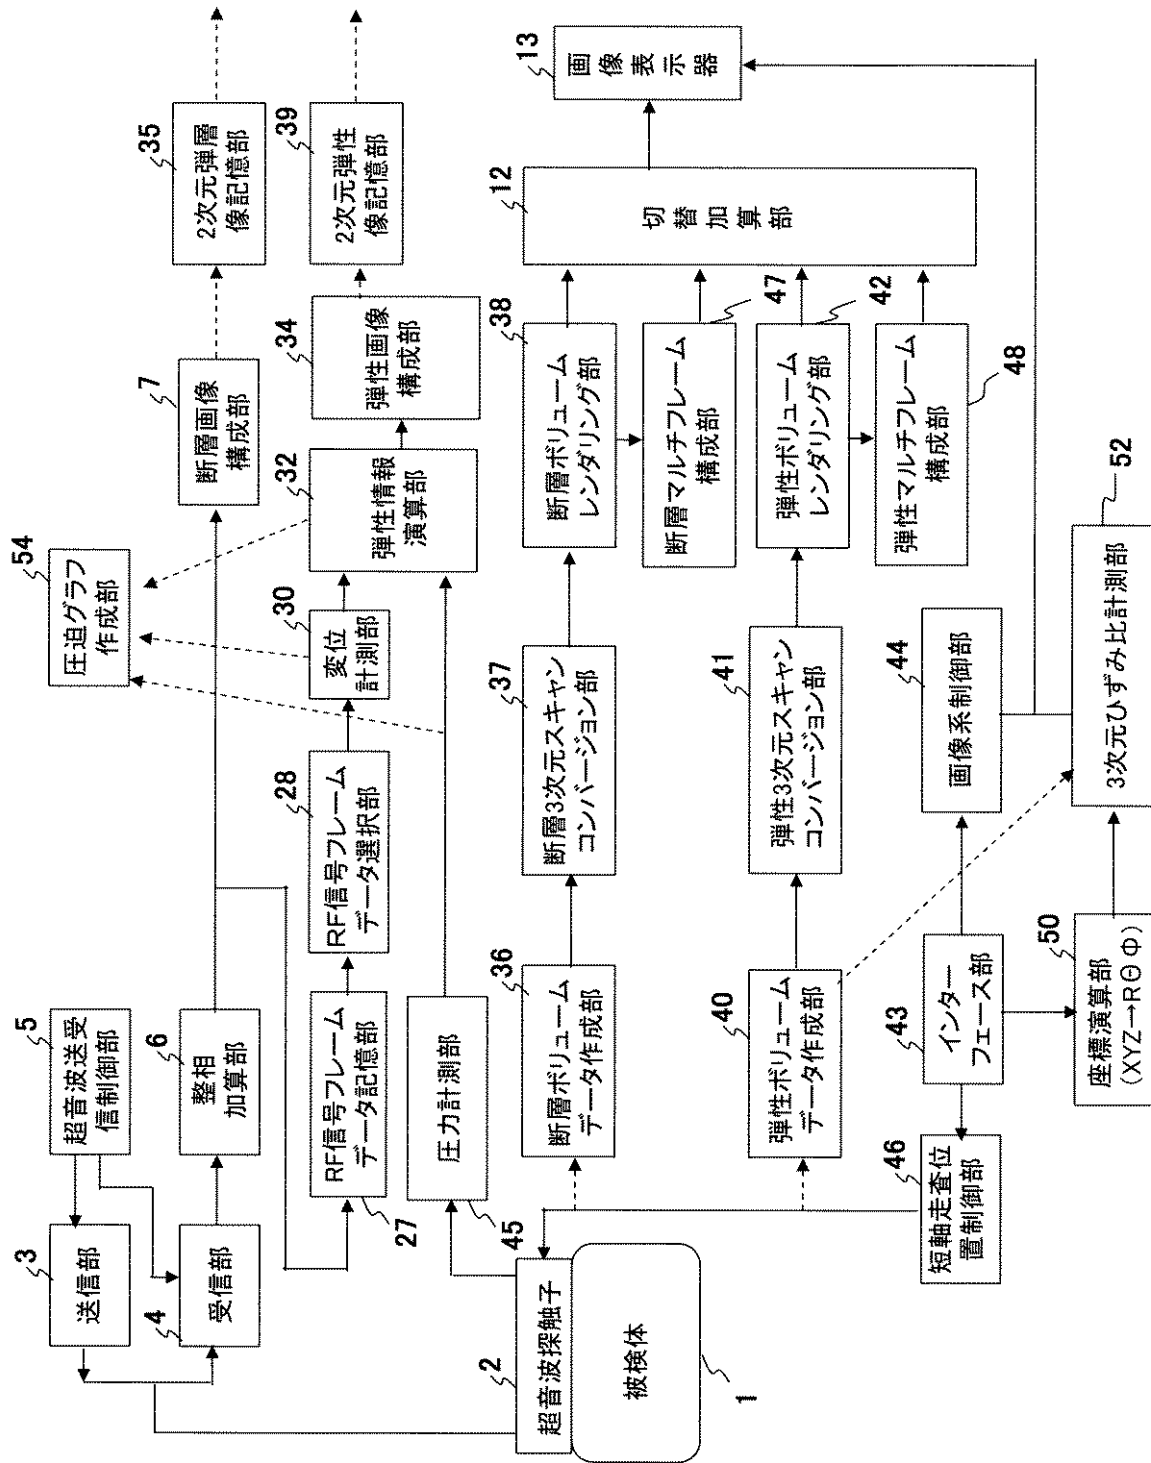 5
超音波送受
信制御部
3
送信部
4
受信部
6
整相
加算部
54
圧迫グラフ
作成部
7
断層画像
構成部
35
2次元弾層
像記憶部
27
RF信号フレーム
データ記憶部
28
RF信号フレーム
データ選択部
30
変位
計測部
32
弾性情報
演算部
34
弾性画像
構成部
39
2次元弾性
像記憶部
45
圧力計測部
2
超音波探触子
1
被検体
36
断層ボリューム
データ作成部
37
断層3次元スキャン
コンバージョン部
38
断層ボリューム
レンダリング部
47
断層マルチフレーム
構成部
12
切替加算部
13
画像表示器
40
弾性ボリューム
データ作成部
41
弾性3次元スキャン
コンバージョン部
42
弾性ボリューム
レンダリング部
48
弾性マルチフレーム
構成部
46
短軸走査位
置制御部
43
インター
フェース部
44
画像系制御部
50
座標演算部
(XYZ→RΘΦ)
52
3次元ひずみ比計測部